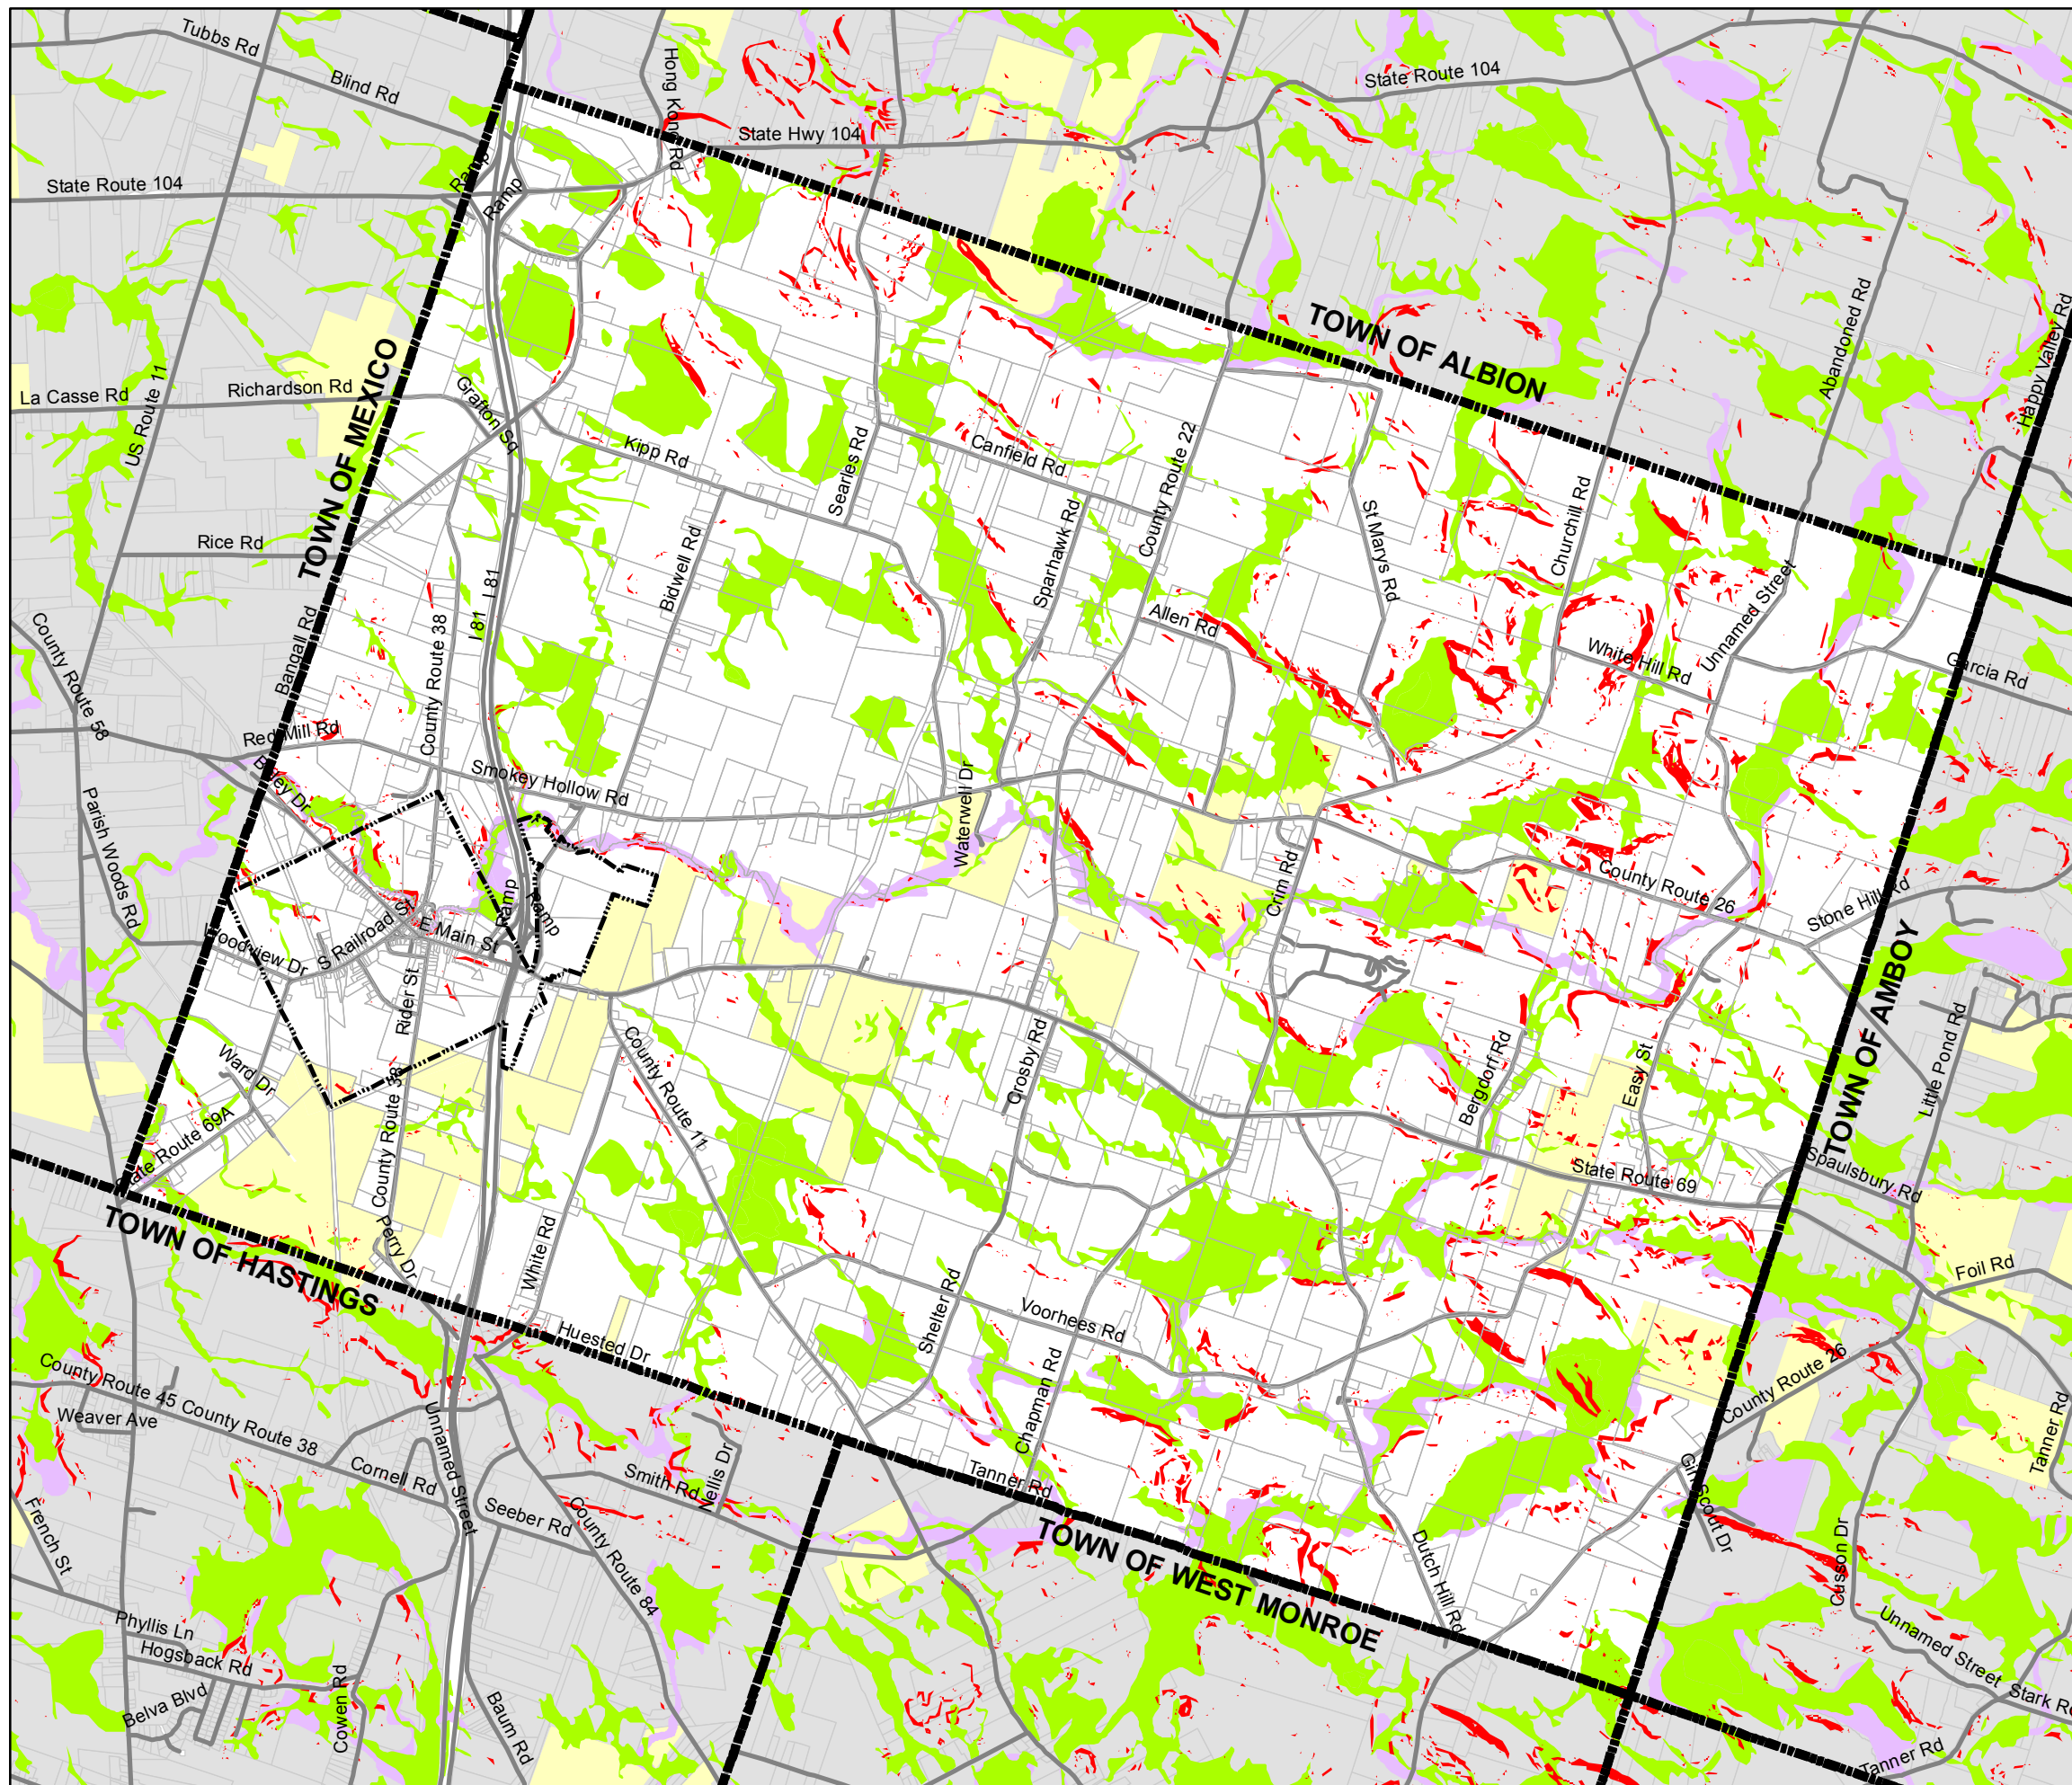 Tubbs Rd
Blind Rd
Hong Kong Rd
State Hwy 104
State Route 104
State Route 104
Ramp
Ramp
TOWN OF ALBION
Abandoned Rd
Happy Valley Rd
La Casse Rd
Richardson Rd
US Route 11
TOWN OF MEXICO
Grafton Sq
Kipp Rd
Searles Rd
Canfield Rd
County Route 22
St Marys Rd
Churchill Rd
Rice Rd
Bidwell Rd
Sparhawk Rd
Allen Rd
Unnamed Street
White Hill Rd
Garcia Rd
I 81
I 81
County Route 38
Bangall Rd
County Route 58
Red Mill Rd
Smokey Hollow Rd
Waterwell Dr
Parish Woods Rd
Crim Rd
County Route 26
Stone Hill Rd
Ramp
Ramp
S Railroad St
E Main St
Woodview Dr
Rider St
TOWN OF AMBOY
Little Pond Rd
Ward Dr
County Route 38
State Route 69A
County Route 11
Crosby Rd
Bergdorf Rd
Easy St
State Route 69
Spaulsbury Rd
Perry Dr
TOWN OF HASTINGS
White Rd
Huested Dr
Shelter Rd
Voorhees Rd
Chapman Rd
Foil Rd
County Route 26
Tanner Rd
County Route 45
County Route 38
Weaver Ave
Cornell Rd
Unnamed Street
Smith Rd
Nellis Dr
Tanner Rd
Girl Scout Dr
French St
Seeber Rd
County Route 84
TOWN OF WEST MONROE
Dutch Hill Rd
Cusson Dr
Unnamed Street
Phyllis Ln
Hogsback Rd
Belva Blvd
Cowen Rd
Baum Rd
Tanner Rd